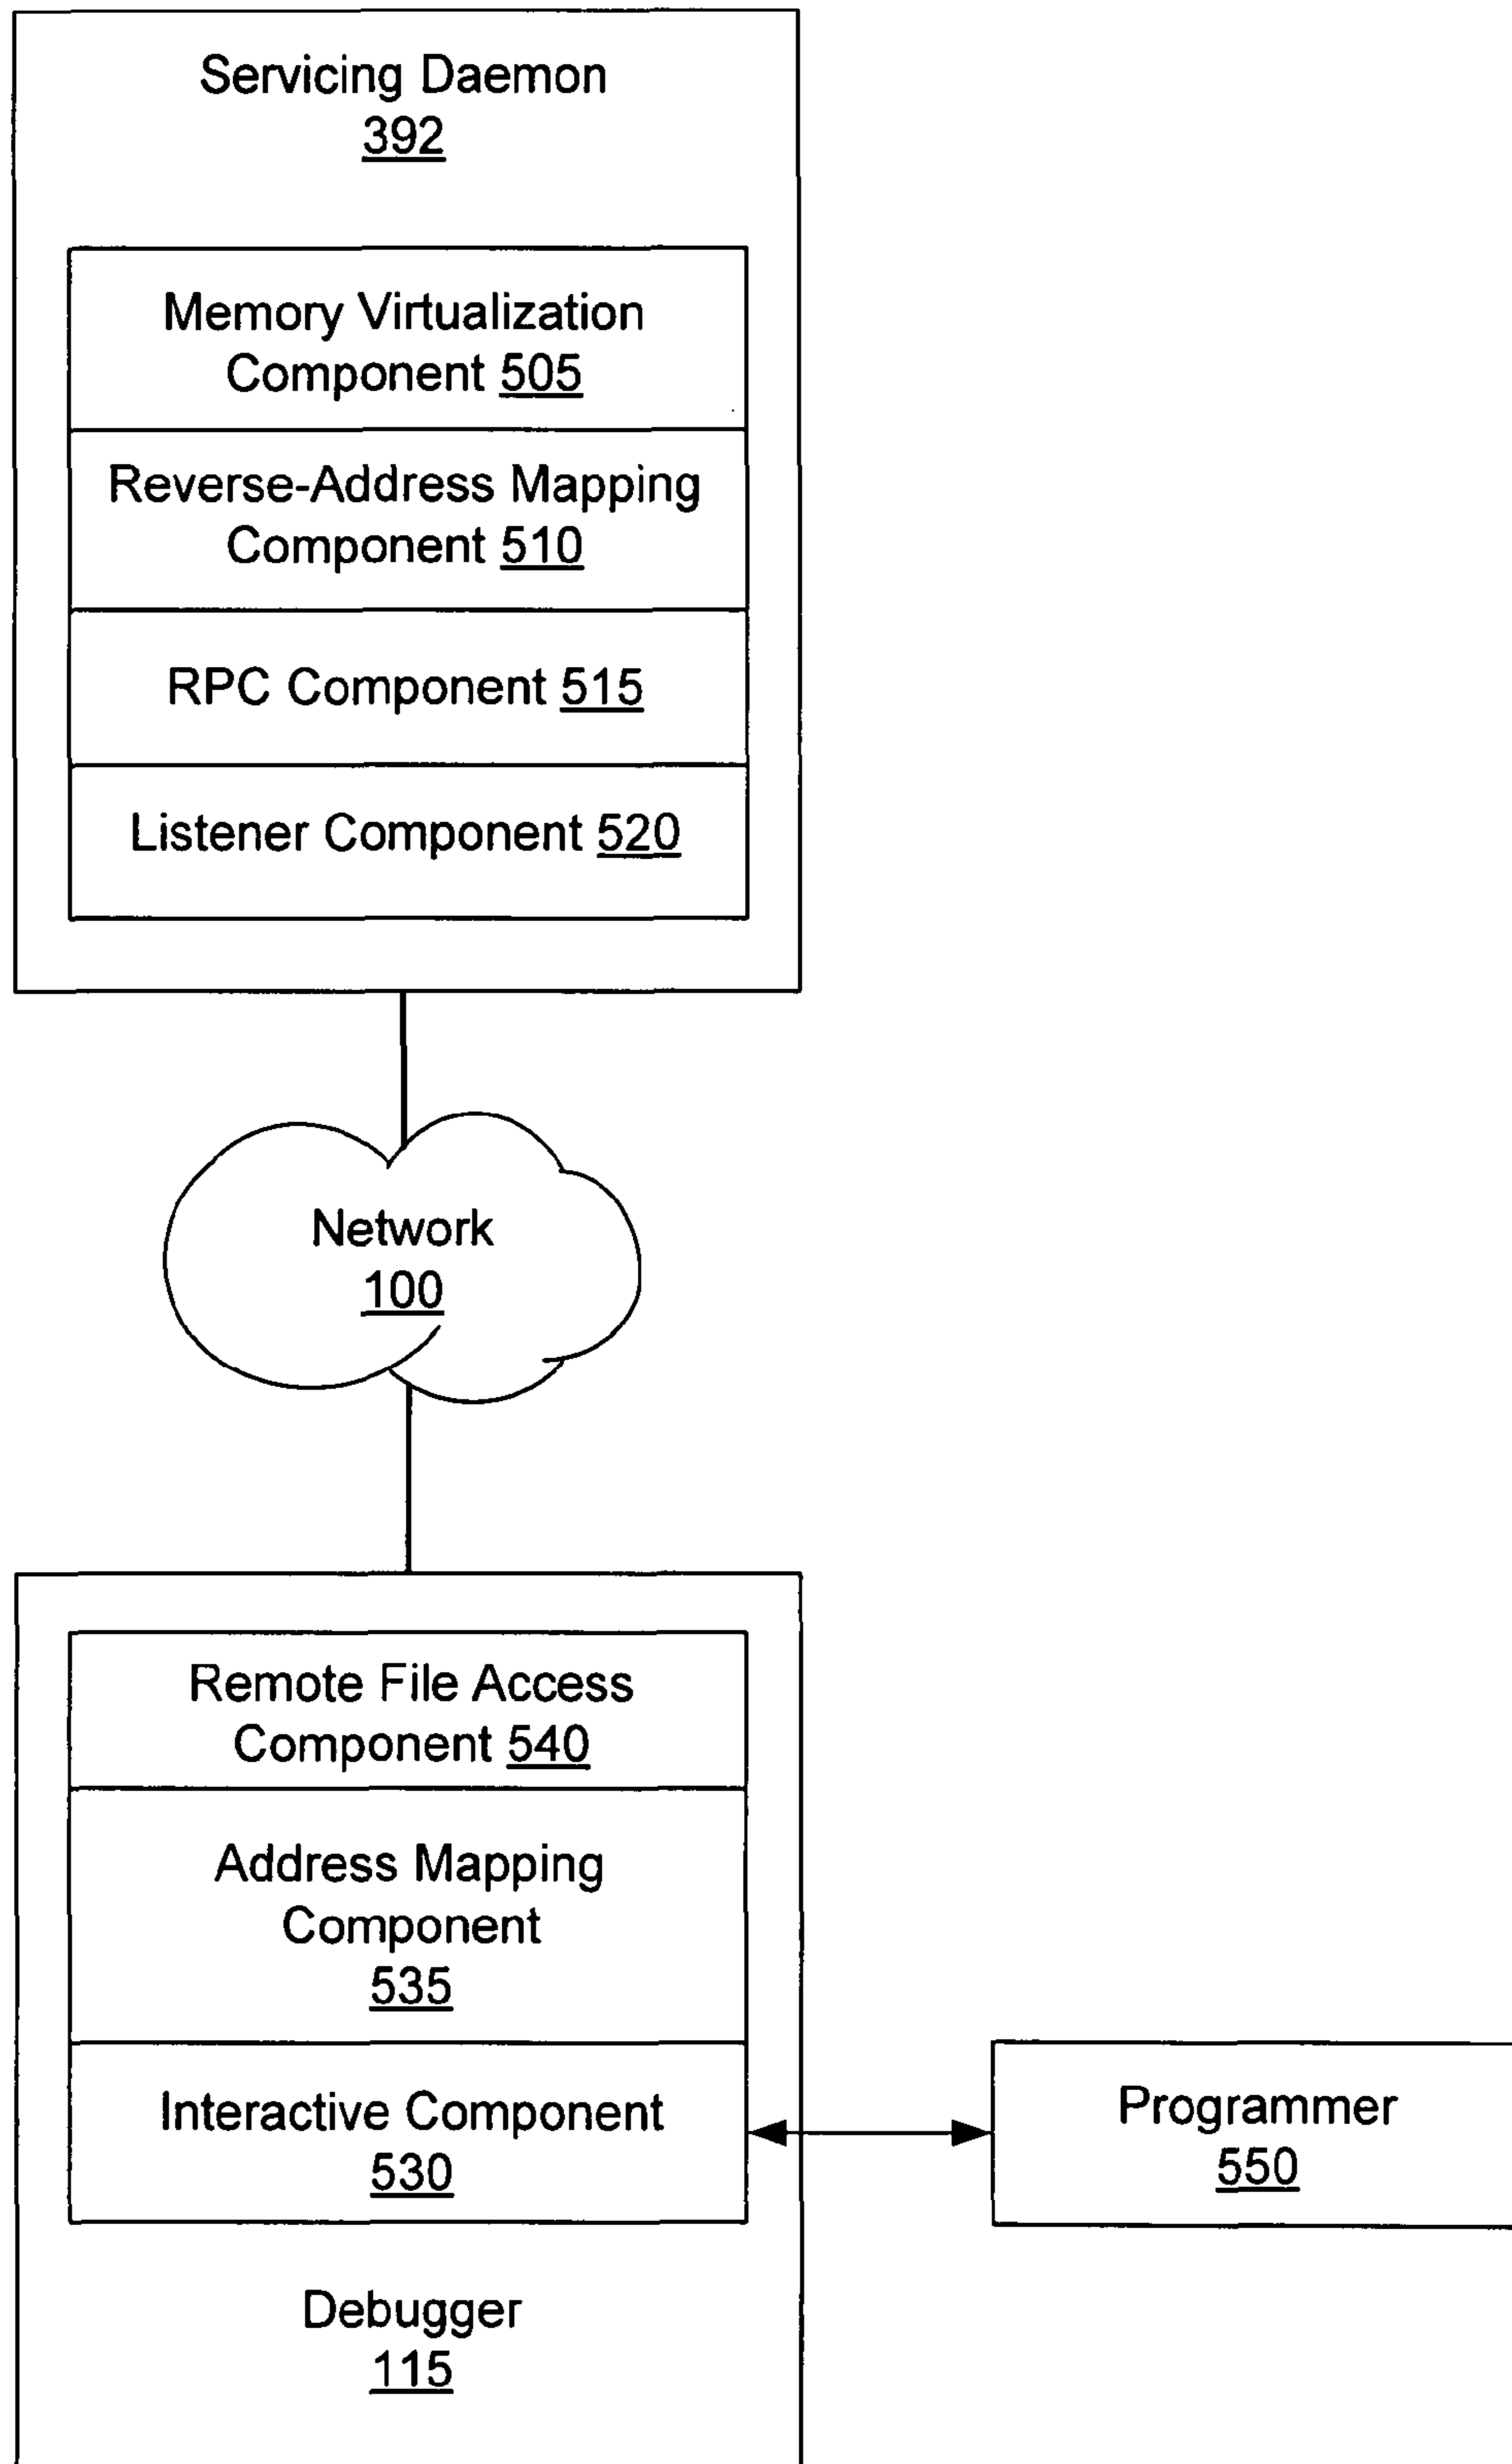 Servicing Daemon
392
Memory Virtualization
Component 505
Reverse-Address Mapping
Component 510
RPC Component 515
Listener Component 520
Network
100
Remote File Access
Component 540
Address Mapping
Component
535
Interactive Component
530
Programmer
550
Debugger
115